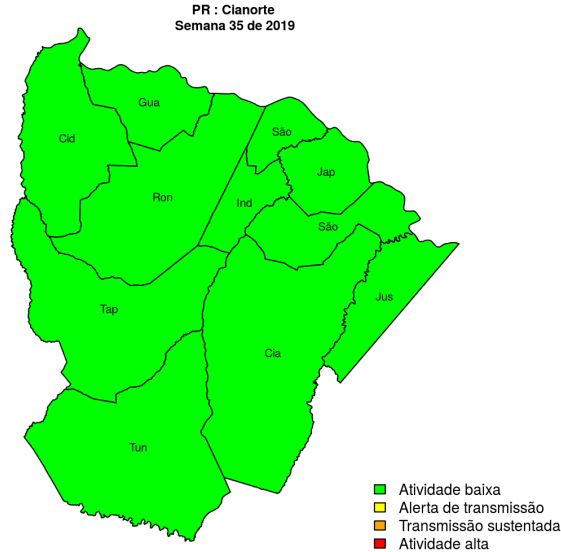 PR : Cianorte
Semana 35 de 2019
Gua
São
Cid
Jap
Ron
Ind
São
Jus
Tap
Cia
Tun
Atividade baixa
Alerta de transmissão
Transmissão sustentada
Atividade alta